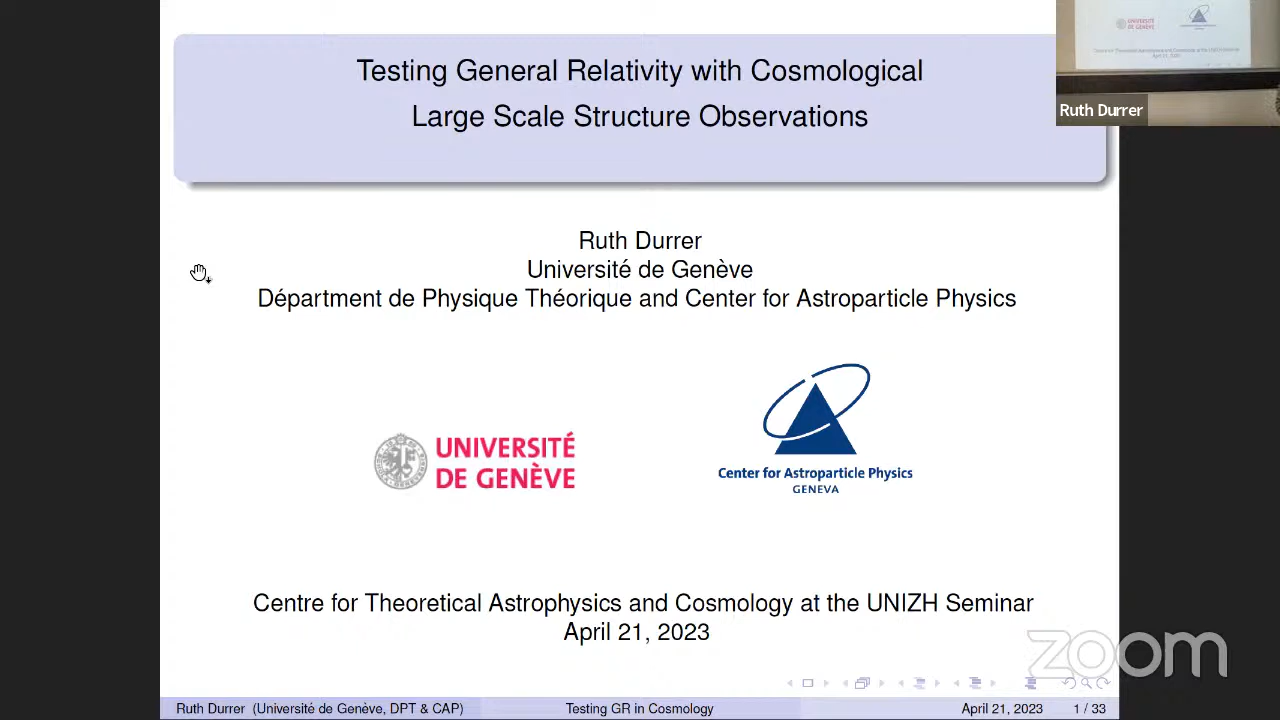 Testing General Relativity with Cosmological
Large Scale Structure Observations
Ruth Durrer
Ruth Durrer
Université de Genève
Départment de Physique Théorique and Center for Astroparticle Physics
UNIVERSITÉ
DE GENÈVE
Center for Astroparticle Physics
GENEVA
Centre for Theoretical Astrophysics and Cosmology at the UNIZH Seminar
April 21, 2023
zoom
Ruth Durrer (Université de Genève, DPT & CAP)
Testing GR in Cosmology
April 21, 2023
1 / 33